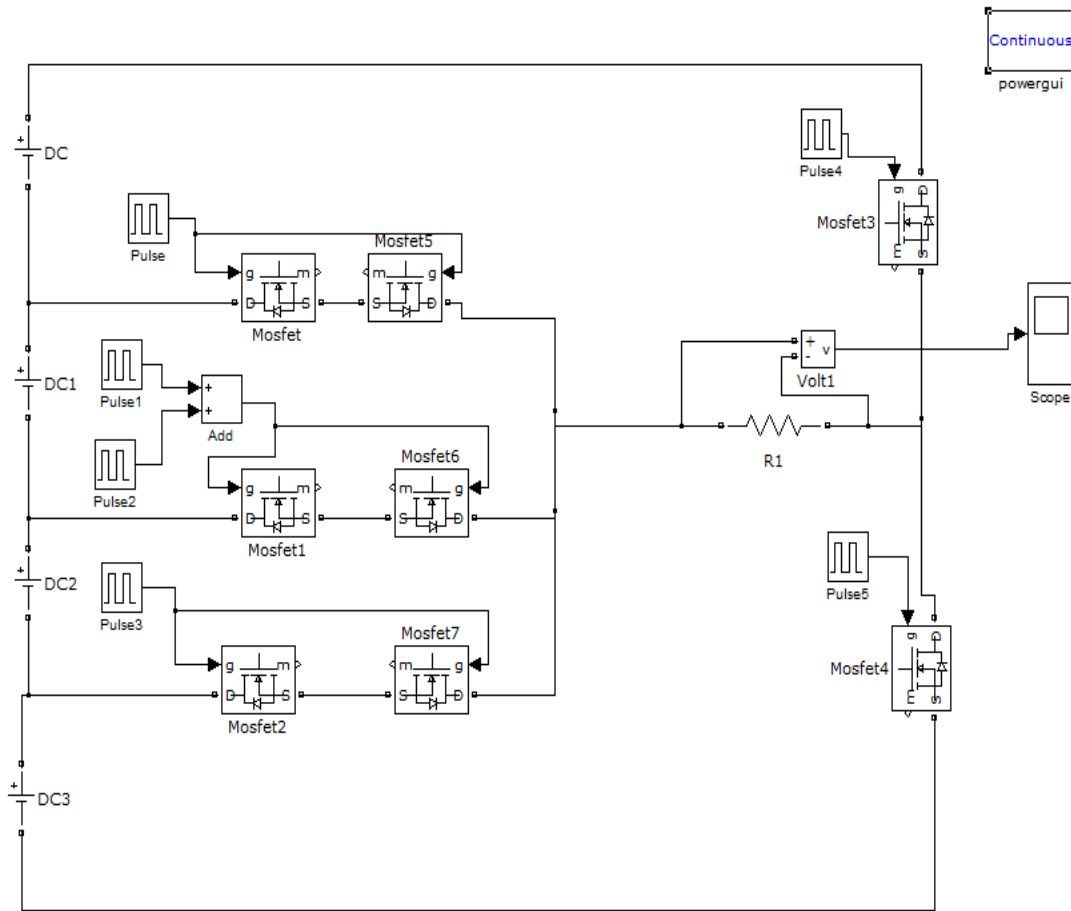 Continuous
powergui
+
DC
Pulse4
g
D
m
S
Mosfet3
Pulse
Mosfet5
g
m
D
S
Mosfet
m
g
S
D
+
DC1
Pulse1
+
+
Add
Pulse2
+
-
v
Volt1
Scope
R1
Mosfet6
g
m
D
S
Mosfet1
m
g
S
D
+
DC2
Pulse3
Pulse5
Mosfet7
g
m
D
S
Mosfet2
m
g
S
D
g
D
m
S
Mosfet4
+
DC3